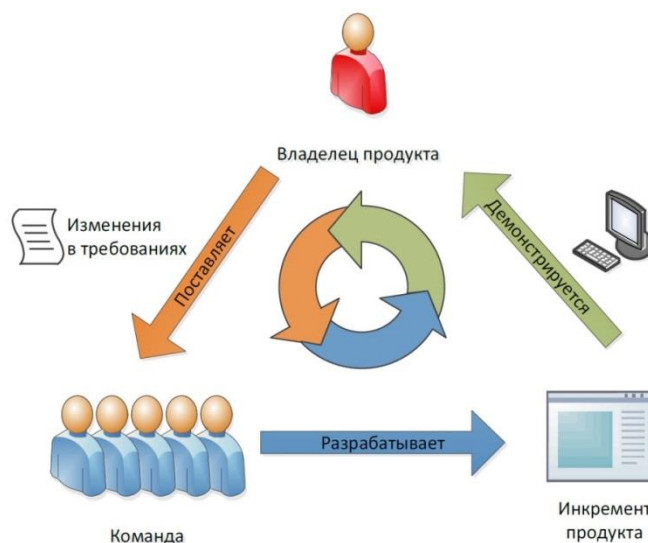 Владелец продукта
Изменения
в требованиях
Поставляет
Демонстрируется
Разрабатывает
Команда
Инкремент
продукта